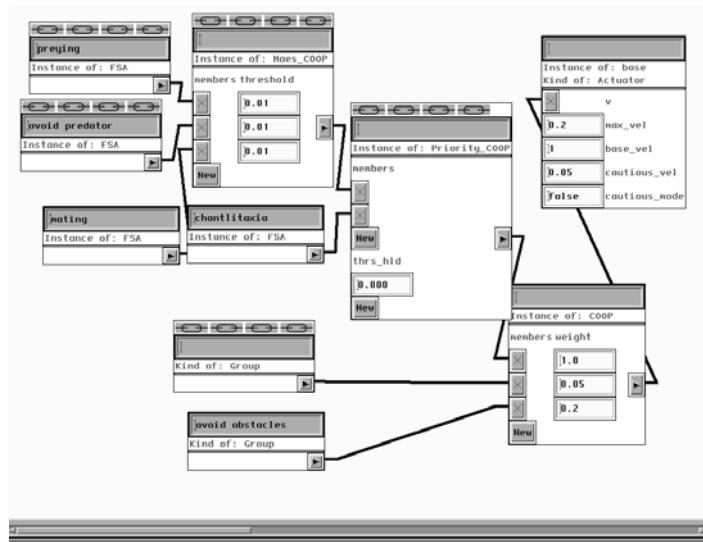 preying
Instance of: FSA
avoid predator
Instance of: FSA
mating
Instance of: FSA
Instance of: Maes_COOP
members threshold
0.01
0.01
0.01
New
chantlitaxia
Instance of: FSA
Instance of: Priority_COOP
members
New
thrs_hld
0.000
New
Instance of: base
Kind of: Actuator
v
0.2 max_vel
1 base_vel
0.05 cautious_vel
false cautious_mode
Instance of: COOP
members weight
1.0
0.05
0.2
New
Kind of: Group
avoid obstacles
Kind of: Group